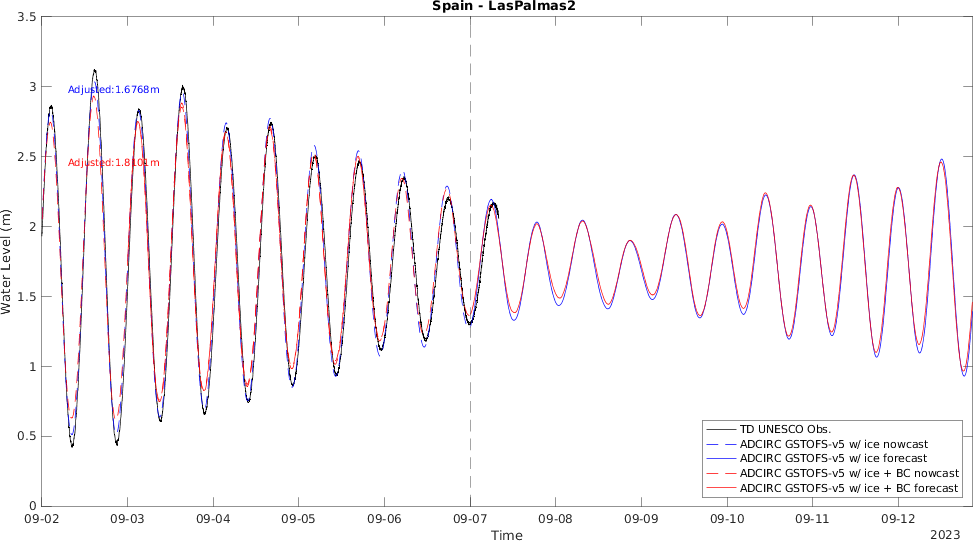 Spain - LasPalmas2
3.5
3
2.5
2
1.5
1
0.5
0
Water Level (m)
Adjusted:1.6768m
Adjusted:1.8101m
TD UNESCO Obs.
ADCIRC GSTOFS-v5 w/ ice nowcast
ADCIRC GSTOFS-v5 w/ ice forecast
ADCIRC GSTOFS-v5 w/ ice + BC nowcast
ADCIRC GSTOFS-v5 w/ ice + BC forecast
09-02 09-03 09-04 09-05 09-06 09-07 09-08 09-09 09-10 09-11 09-12
Time
2023